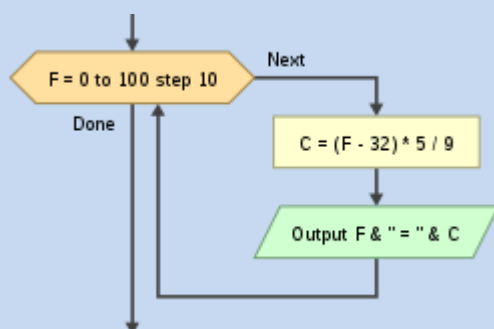 Next
F = 0 to 100 step 10
Done
C = (F - 32) * 5 / 9
Output F & " = " & C